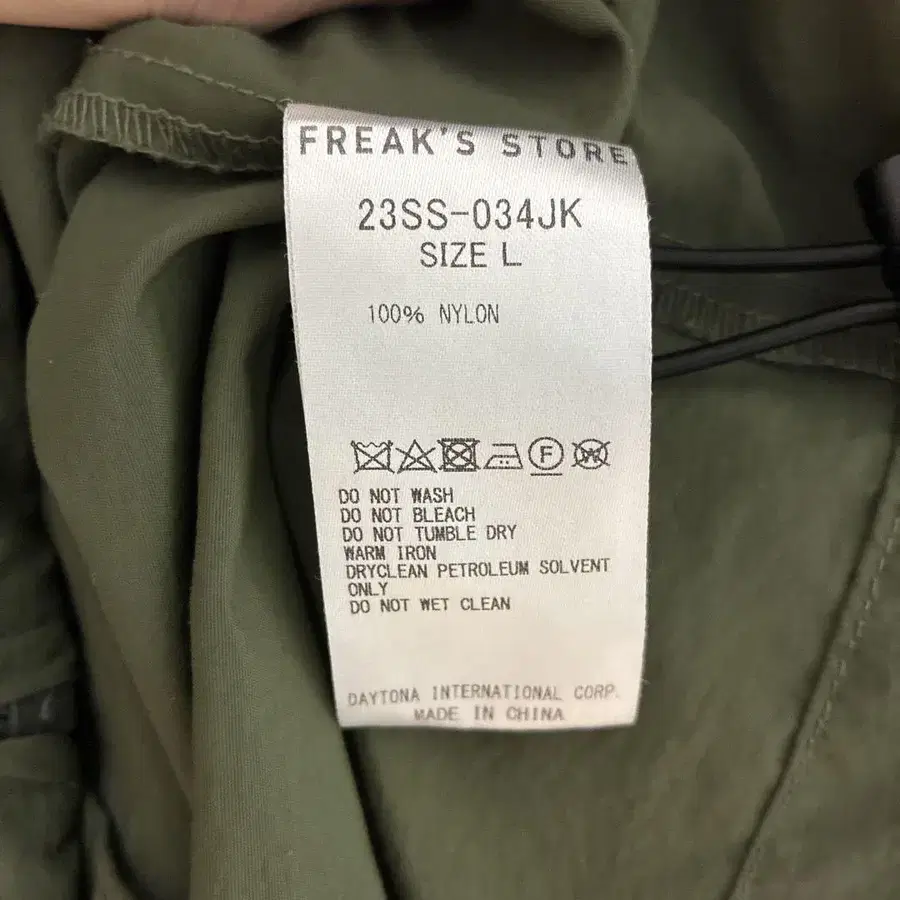 FREAK'S STORE
23SS-034JK
SIZE L
100% NYLON
F W
DO NOT WASH
DO NOT BLEACH
DO NOT TUMBLE DRY
WARM IRON
DRYCLEAN PETROLEUM SOLVENT
ONLY
DO NOT WET CLEAN
DAYTONA INTERNATIONAL CORP.
MADE IN CHINA